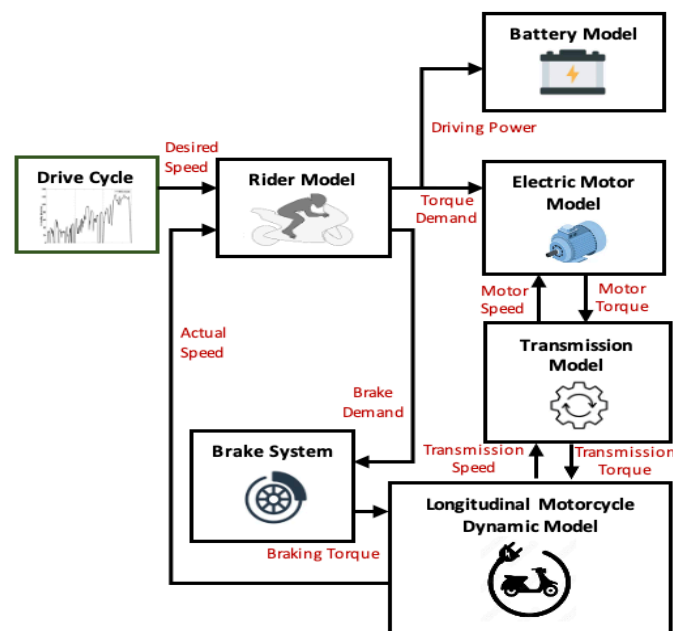 Battery Model
Driving Power
Desired
Speed
Drive Cycle
Rider Model
Torque
Demand
Electric Motor
Model
Motor
Speed
Motor
Torque
Actual
Speed
Transmission
Model
Brake
Demand
Brake System
Transmission
Speed
Transmission
Torque
Braking Torque
Longitudinal Motorcycle
Dynamic Model